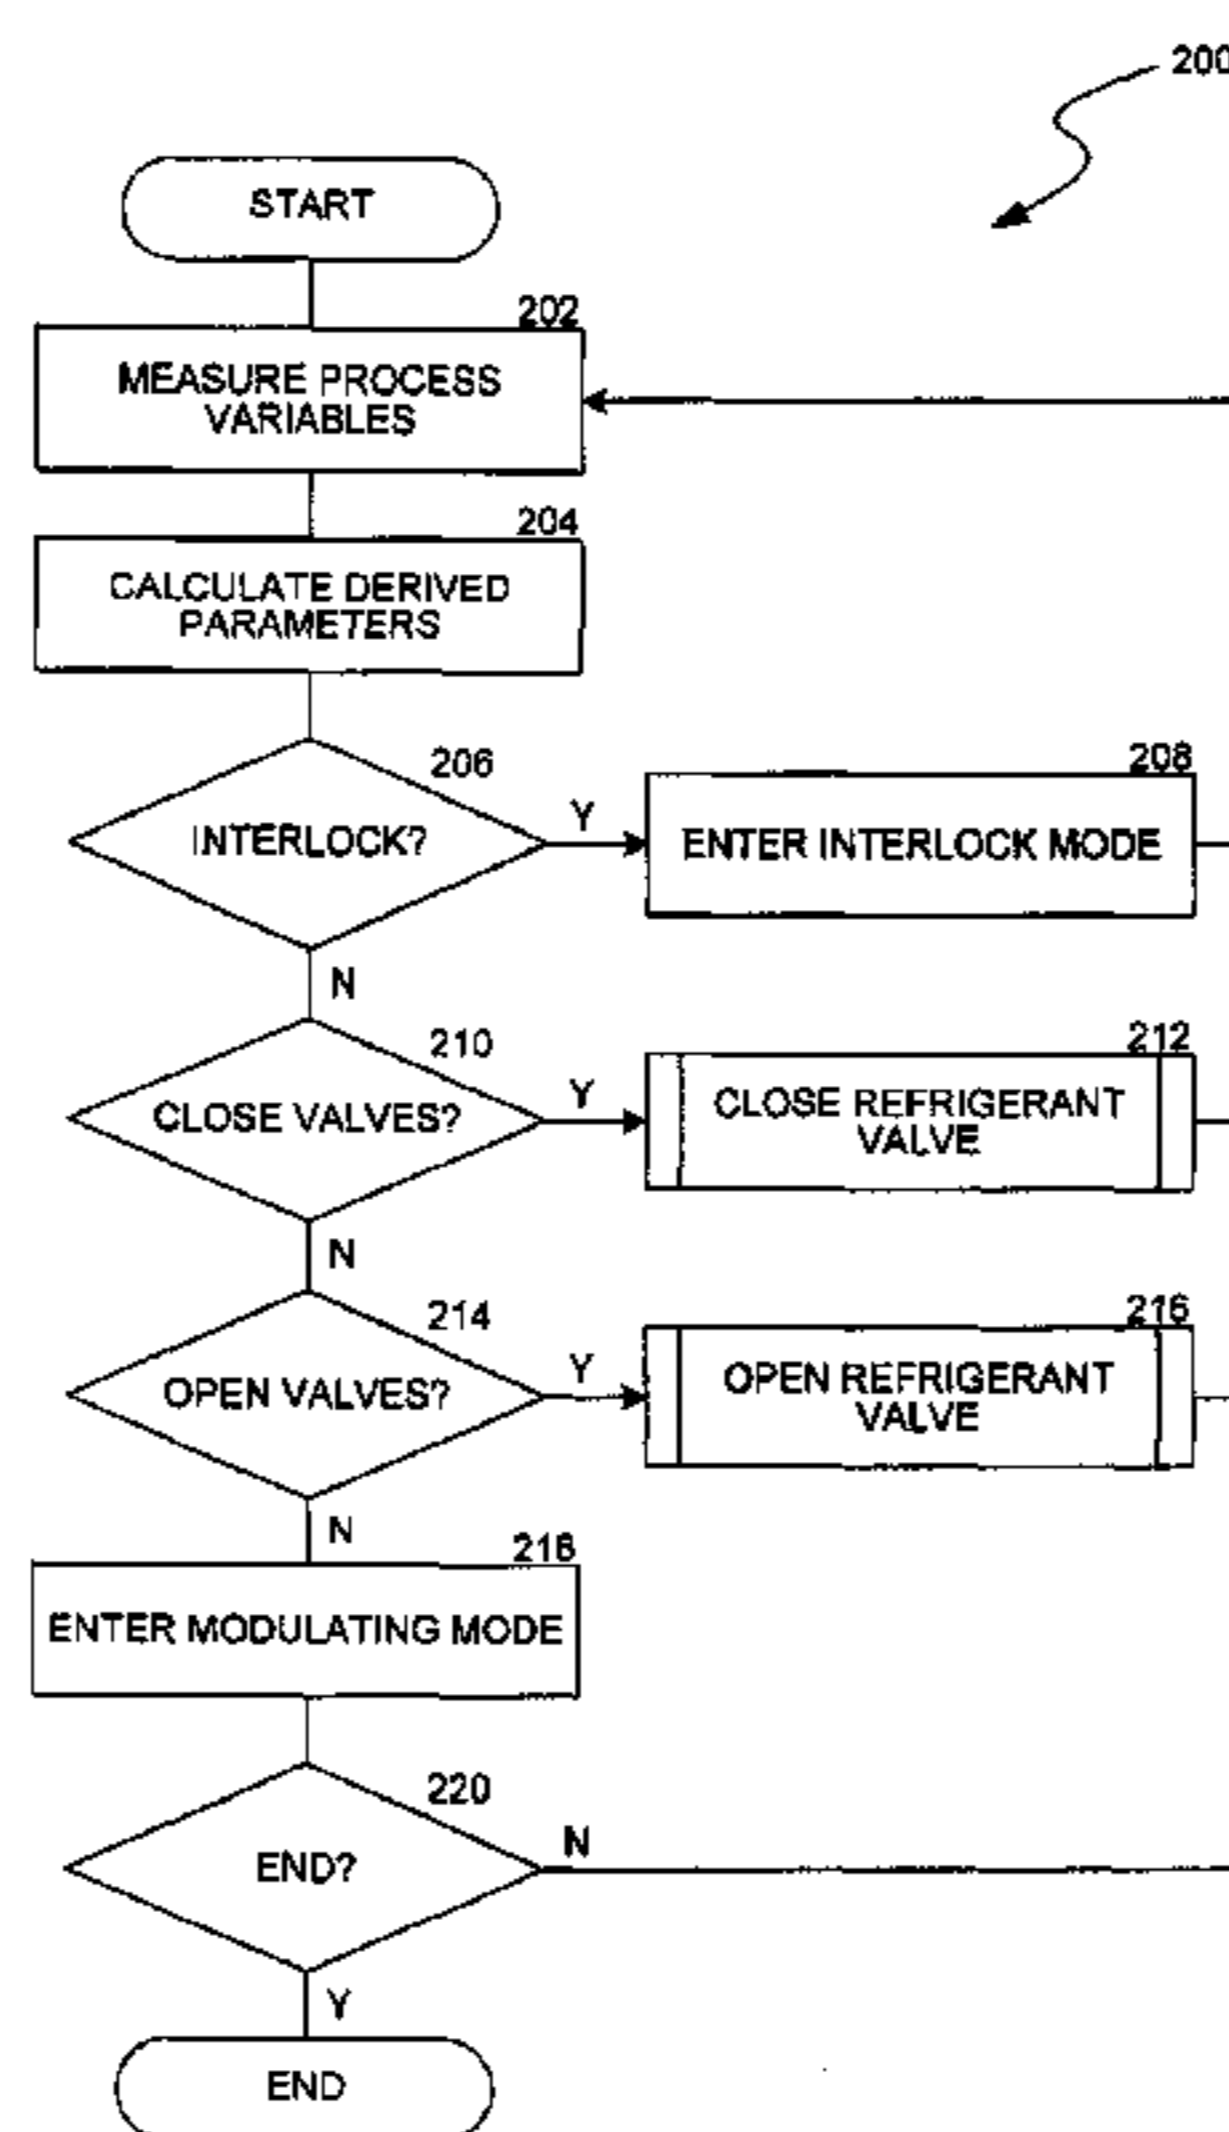 200
START
202
MEASURE PROCESS
VARIABLES
204
CALCULATE DERIVED
PARAMETERS
206
INTERLOCK?
Y
208
ENTER INTERLOCK MODE
N
210
CLOSE VALVES?
Y
212
CLOSE REFRIGERANT
VALVE
N
214
OPEN VALVES?
Y
216
OPEN REFRIGERANT
VALVE
N
218
ENTER MODULATING MODE
220
END?
N
Y
END